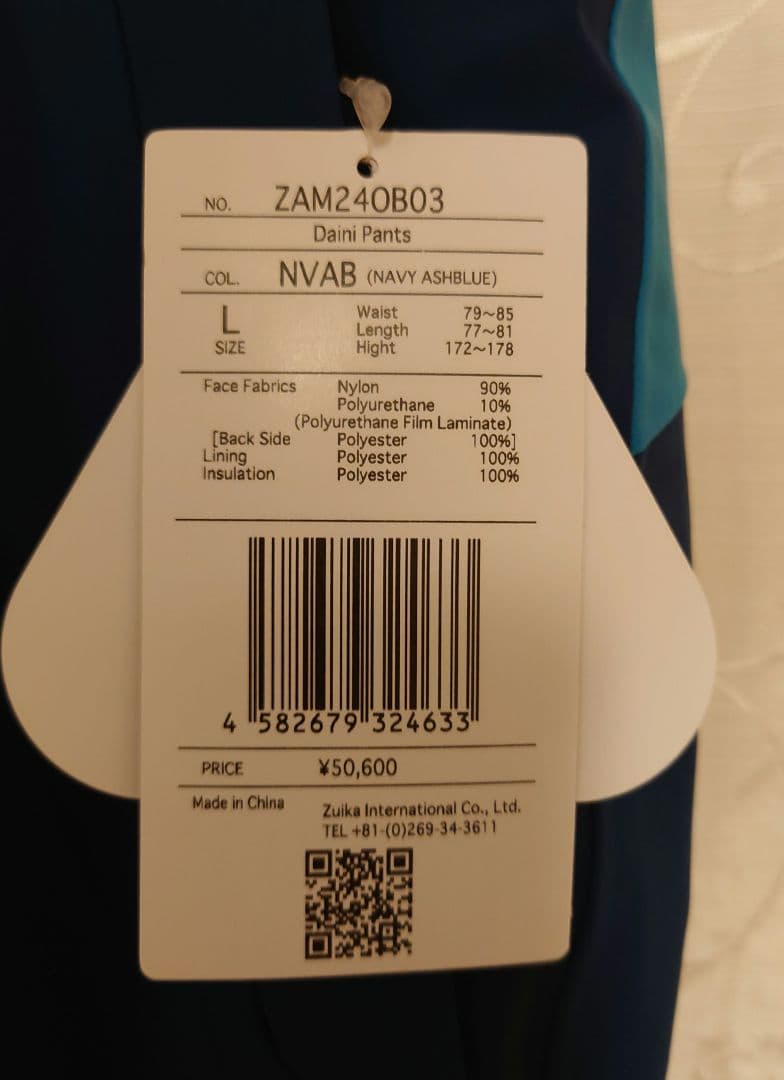 NO. ZAM24OB03
Daini Pants
COL. NVAB (NAVY ASHBLUE)
L Waist 79~85
Length 77~81
SIZE Hight 172~178
Face Fabrics Nylon 90%
Polyurethane 10%
(Polyurethane Film Laminate)
[Back Side Polyester 100%]
Lining Polyester 100%
Insulation Polyester 100%
4 582679 324633
PRICE ¥50,600
Made in China Zuika International Co., Ltd.
TEL +81-(0)269-34-3611